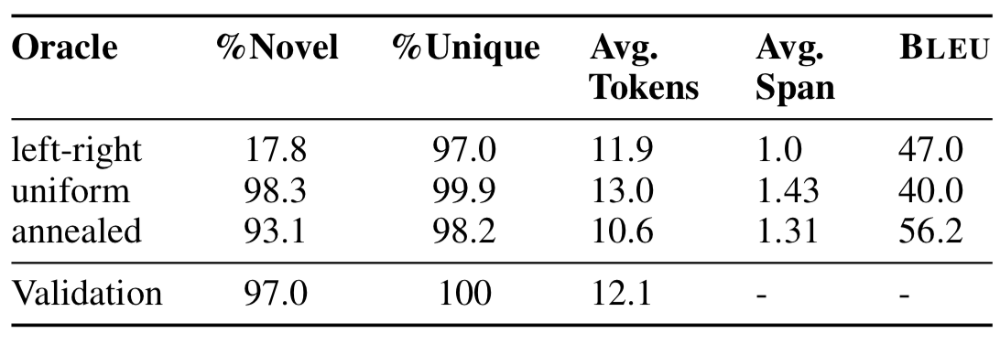 Oracle %Novel %Unique Avg. Tokens Avg. Span BLEU
left-right 17.8 97.0 11.9 1.0 47.0
uniform 98.3 99.9 13.0 1.43 40.0
annealed 93.1 98.2 10.6 1.31 56.2
Validation 97.0 100 12.1 - -